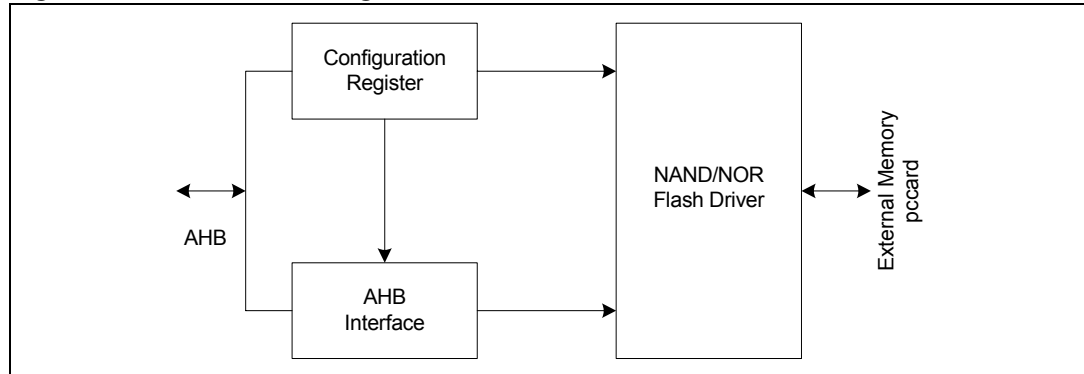 Configuration
Register
AHB
AHB
Interface
NAND/NOR
Flash Driver
External Memory
pccard